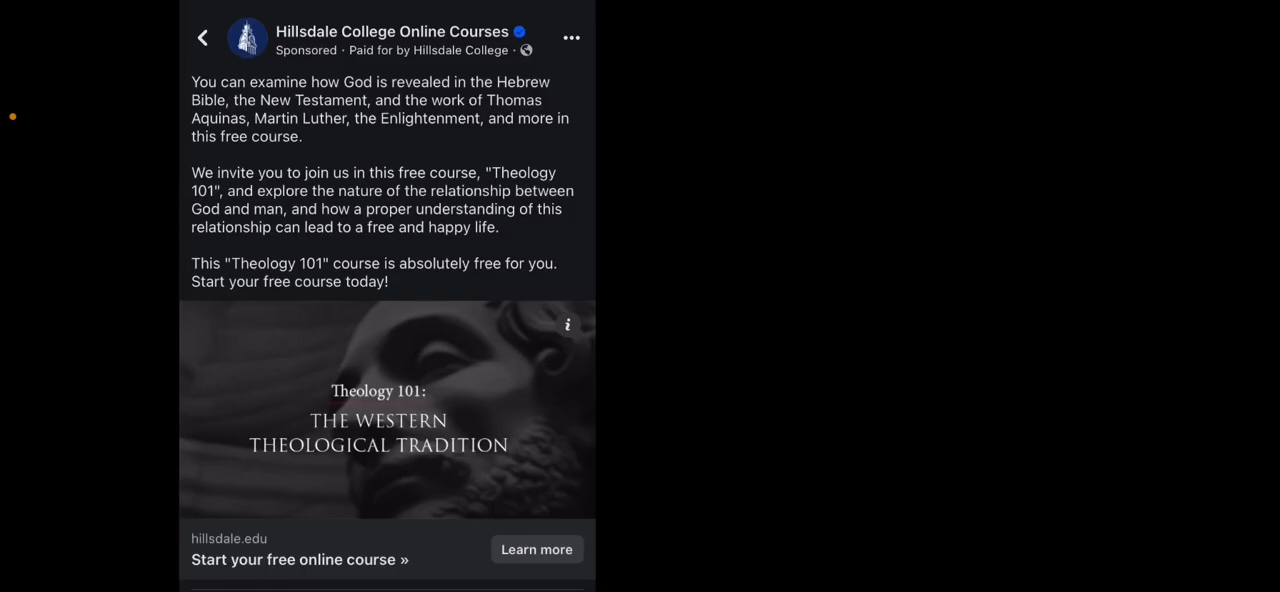 Hillsdale College Online Courses
Sponsored · Paid for by Hillsdale College ·
You can examine how God is revealed in the Hebrew
Bible, the New Testament, and the work of Thomas
Aquinas, Martin Luther, the Enlightenment, and more in
this free course.
We invite you to join us in this free course, "Theology
101", and explore the nature of the relationship between
God and man, and how a proper understanding of this
relationship can lead to a free and happy life.
This "Theology 101" course is absolutely free for you.
Start your free course today!
i
Theology 101:
THE WESTERN
THEOLOGICAL TRADITION
hillsdale.edu
Start your free online course »
Learn more